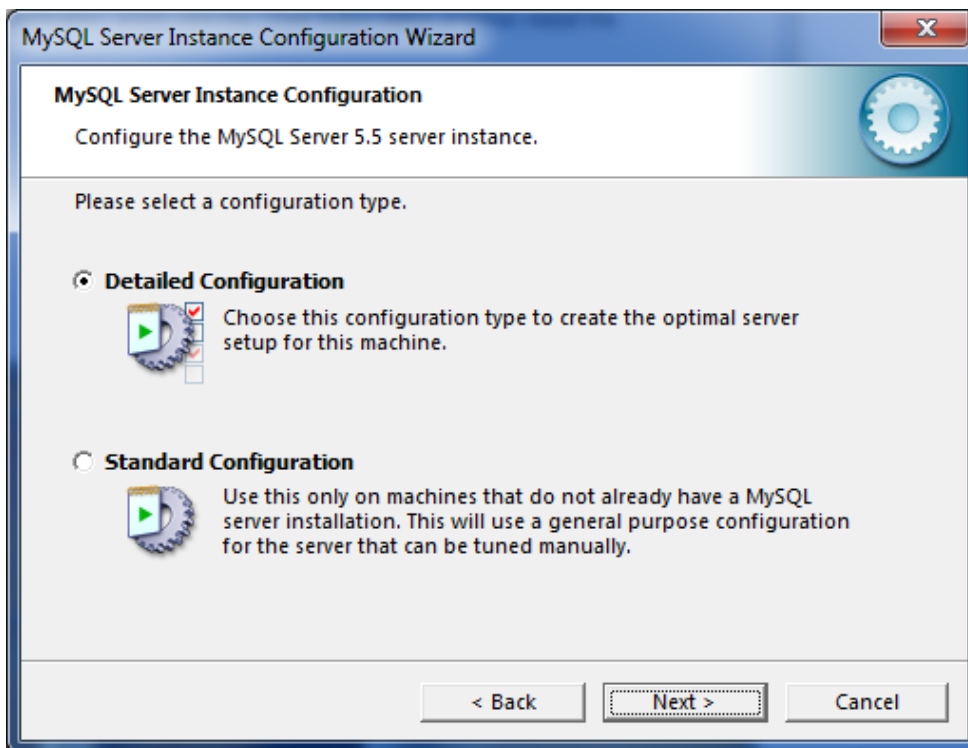 MySQL Server Instance Configuration Wizard
MySQL Server Instance Configuration
Configure the MySQL Server 5.5 server instance.
Please select a configuration type.
Detailed Configuration
Choose this configuration type to create the optimal server
setup for this machine.
Standard Configuration
Use this only on machines that do not already have a MySQL
server installation. This will use a general purpose configuration
for the server that can be tuned manually.
< Back
Next >
Cancel